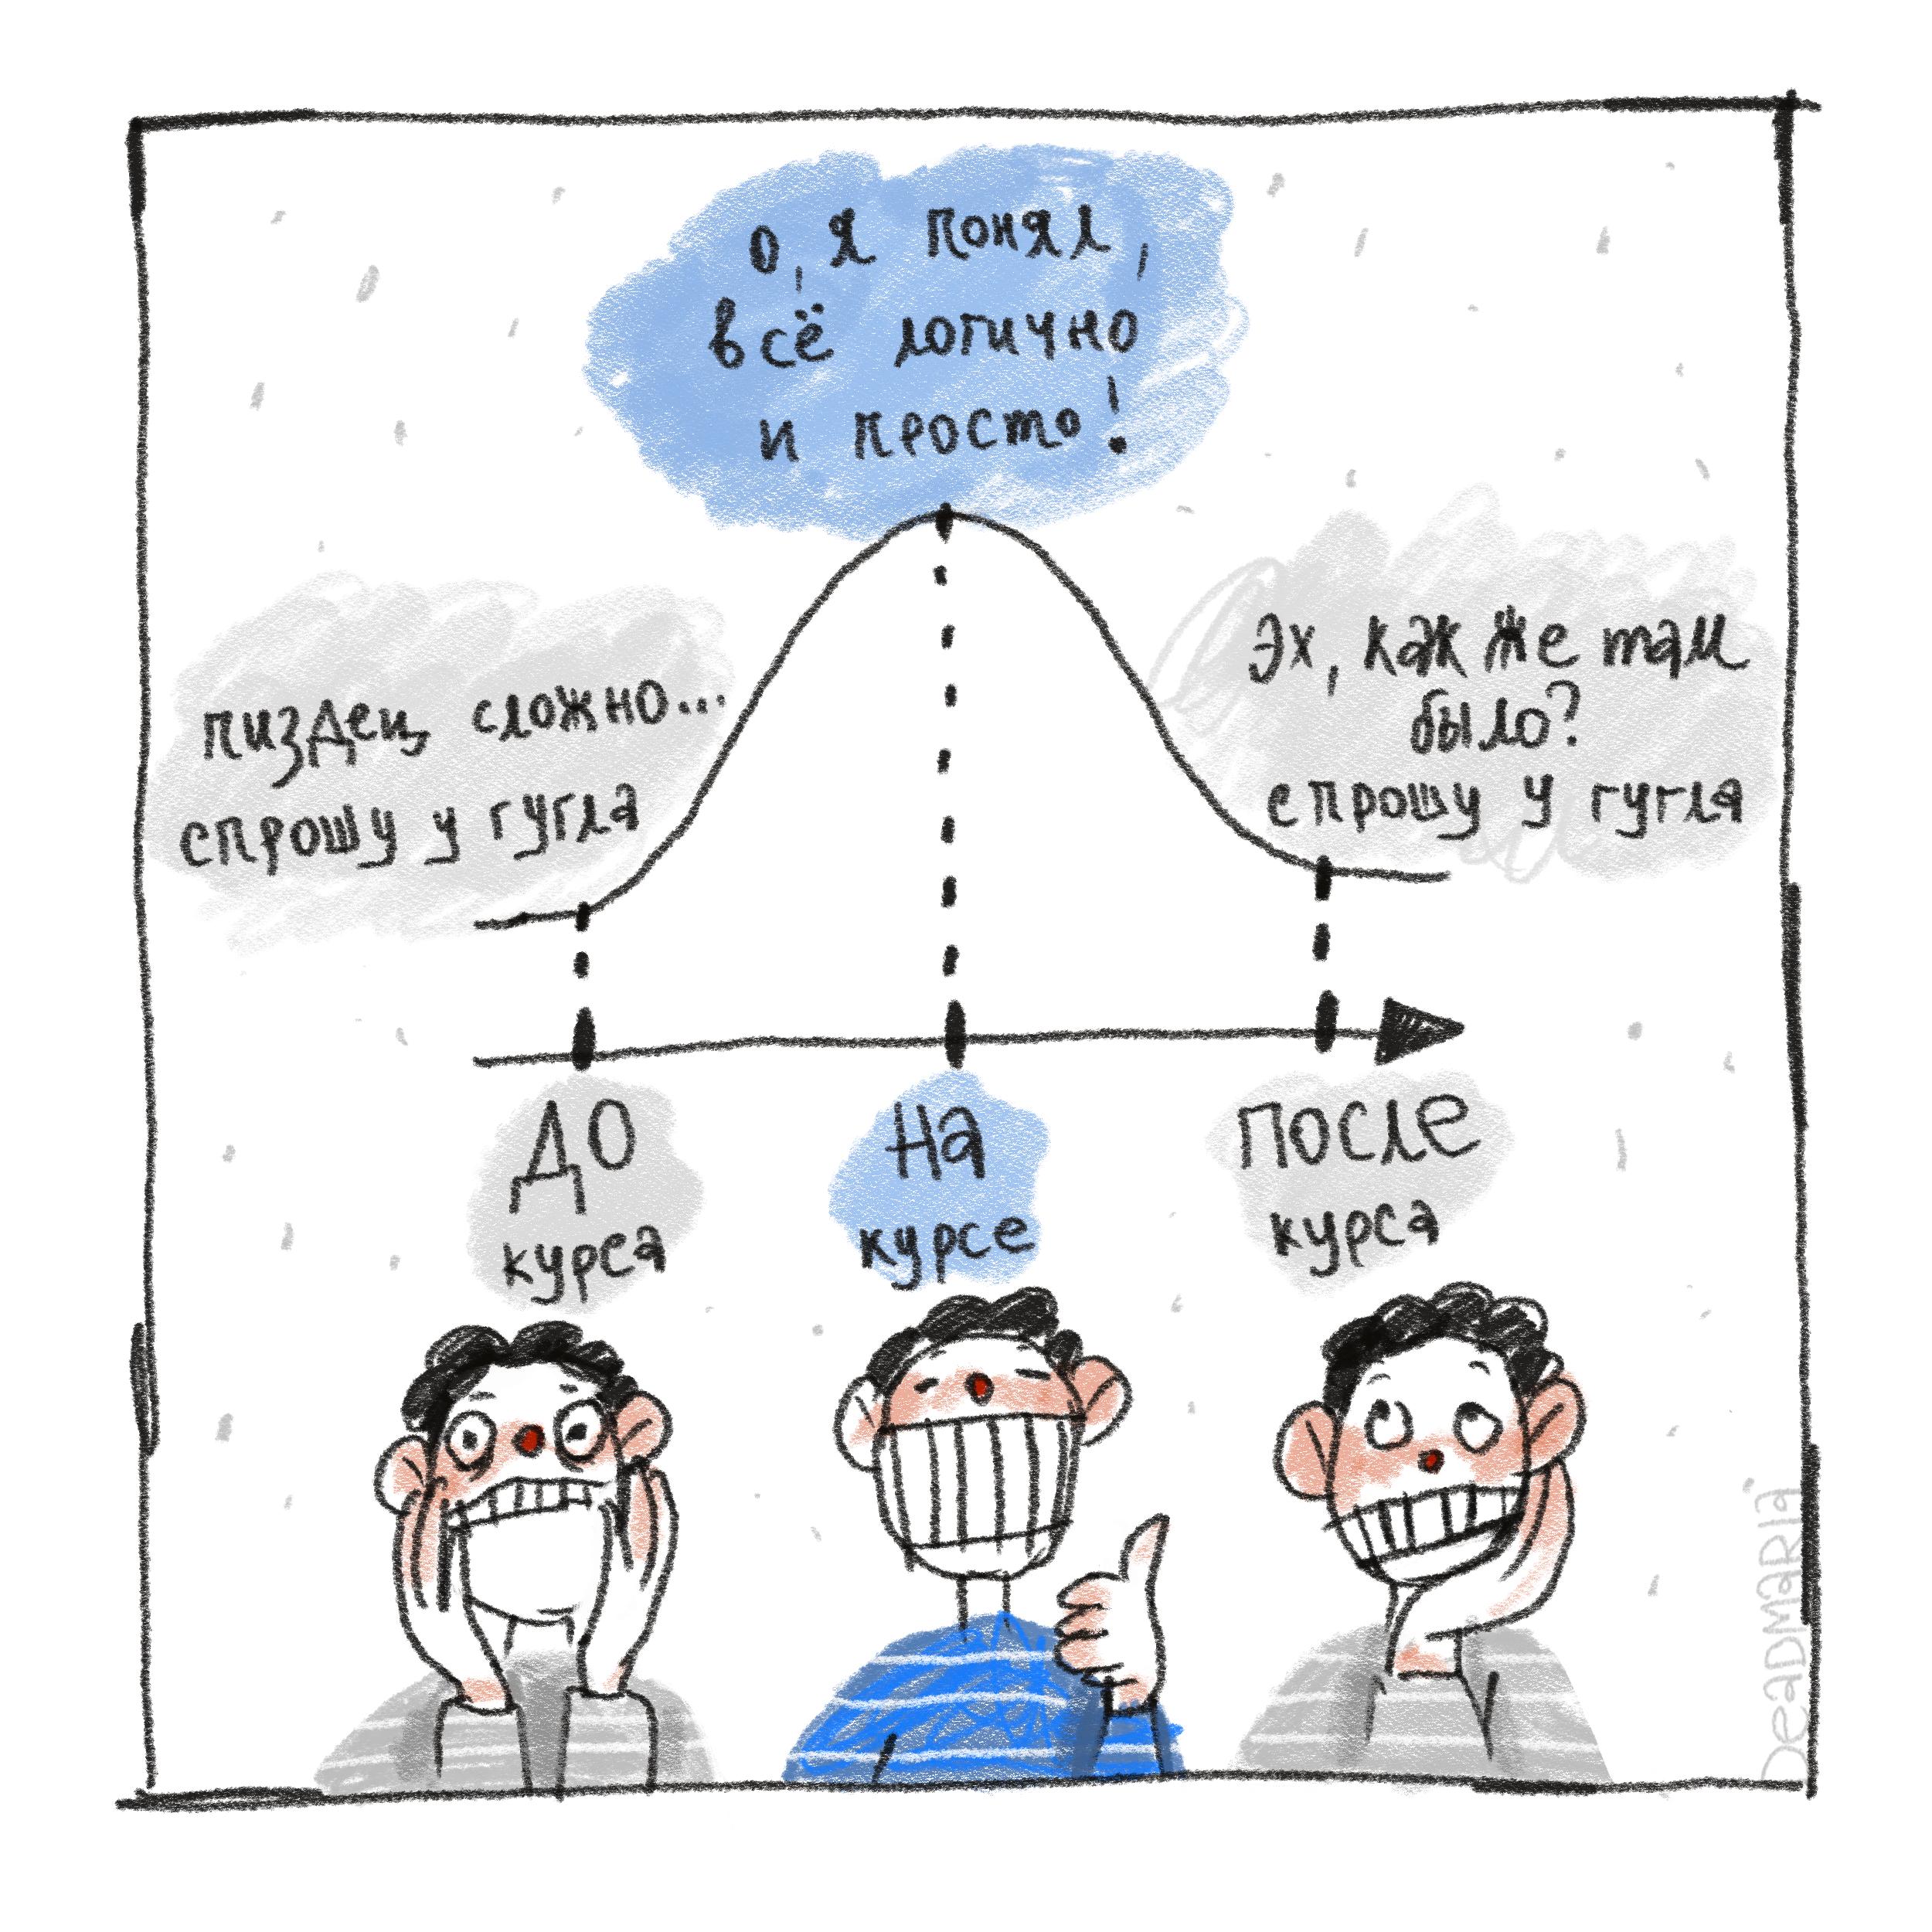 О, я понял,
всё логично
и просто!
пиздец сложно...
спрошу у гугла
Эх, как же там
было?
спрошу у гугла
ДО
курса
На
курсе
После
курса
DeaDMaRia